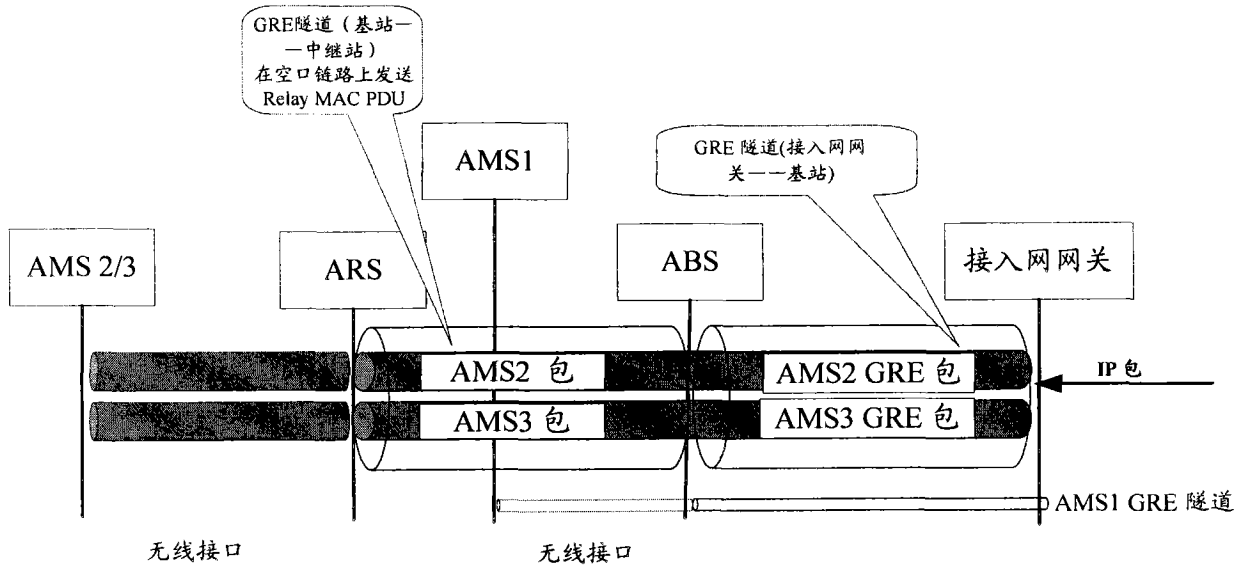 GRE隧道（基站—
—中继站）
在空口链路上发送
Relay MAC PDU
GRE 隧道(接入网网
关——基站)
AMS1
AMS 2/3
ARS
ABS
接入网网关
AMS2 包
AMS2 GRE 包
IP 包
AMS3 包
AMS3 GRE 包
AMS1 GRE 隧道
无线接口
无线接口